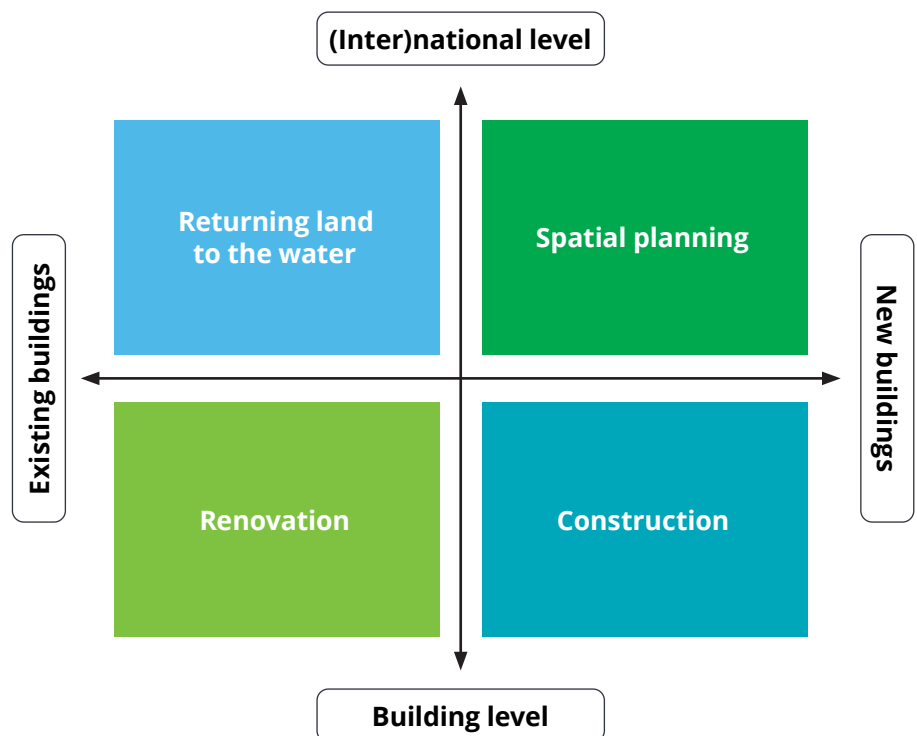 (Inter)national level
Returning land
to the water
Spatial planning
Existing buildings
New buildings
Renovation
Construction
Building level